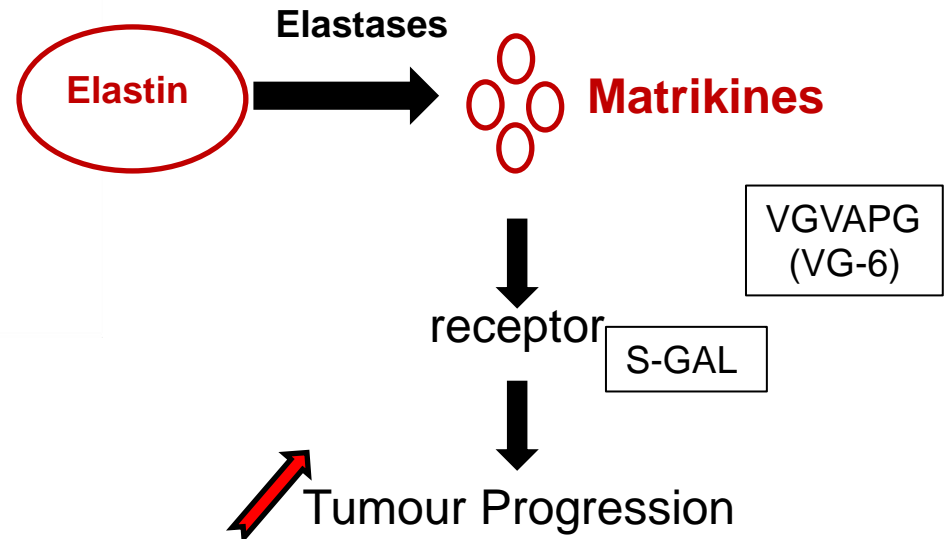 Elastases
Elastin
Matrikines
VGVAPG
(VG-6)
receptor
S-GAL
Tumour Progression